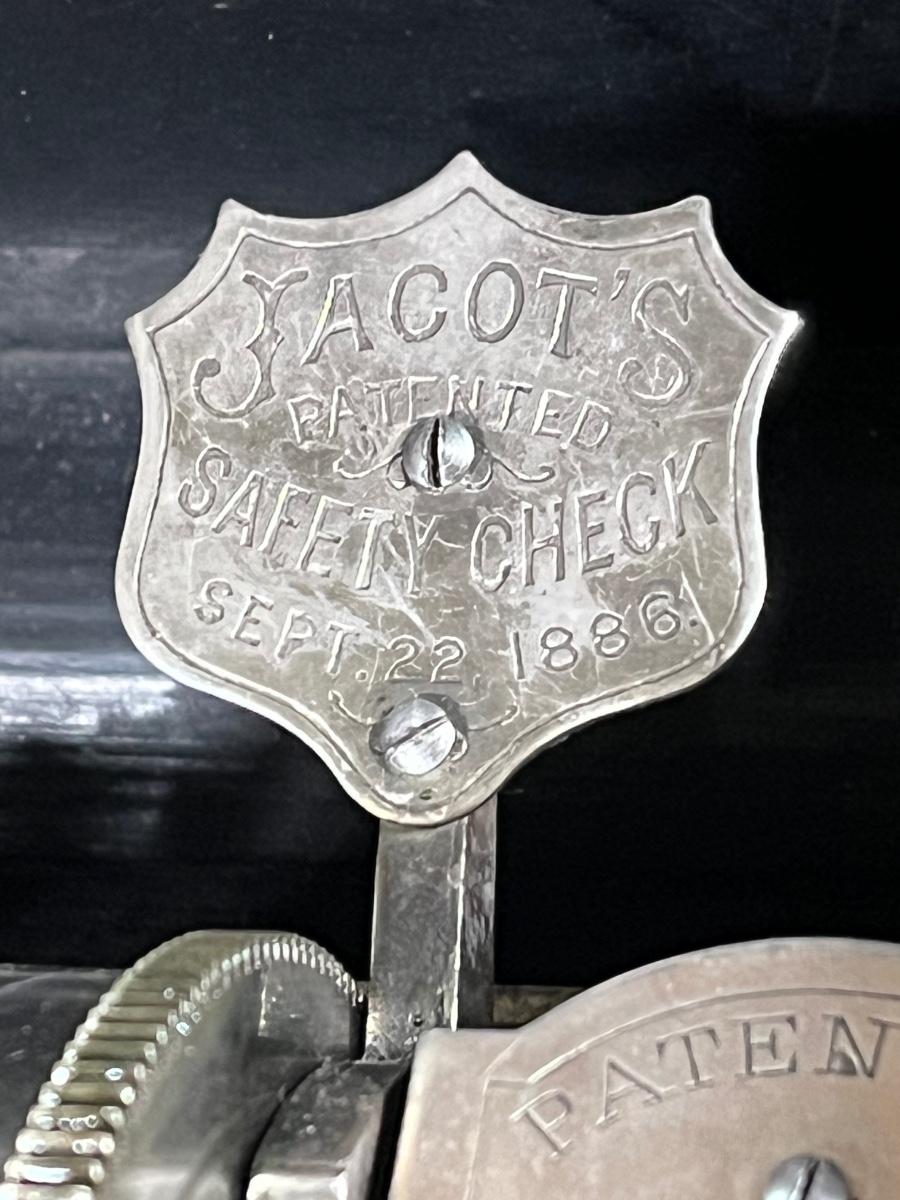 JACOT'S
PATENTED
SAFETY CHECK
SEPT. 22 1886.
PATEN